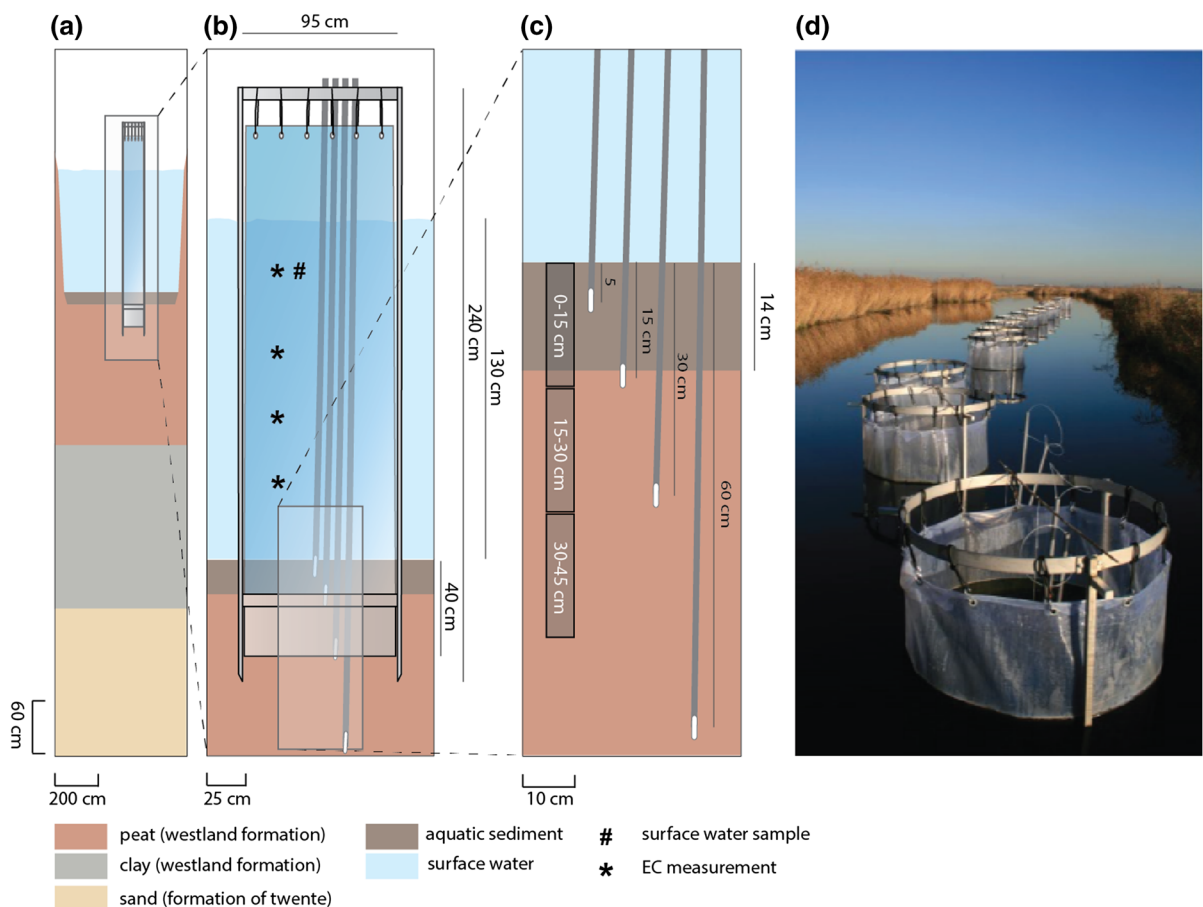 (a)
(b)
(c)
(d)
95 cm
#
*
*
*
*
240 cm
130 cm
40 cm
0-15 cm
15-30 cm
30-45 cm
5
15 cm
30 cm
60 cm
14 cm
60 cm
200 cm
25 cm
10 cm
peat (westland formation)
clay (westland formation)
sand (formation of twente)
aquatic sediment
surface water
# surface water sample
* EC measurement